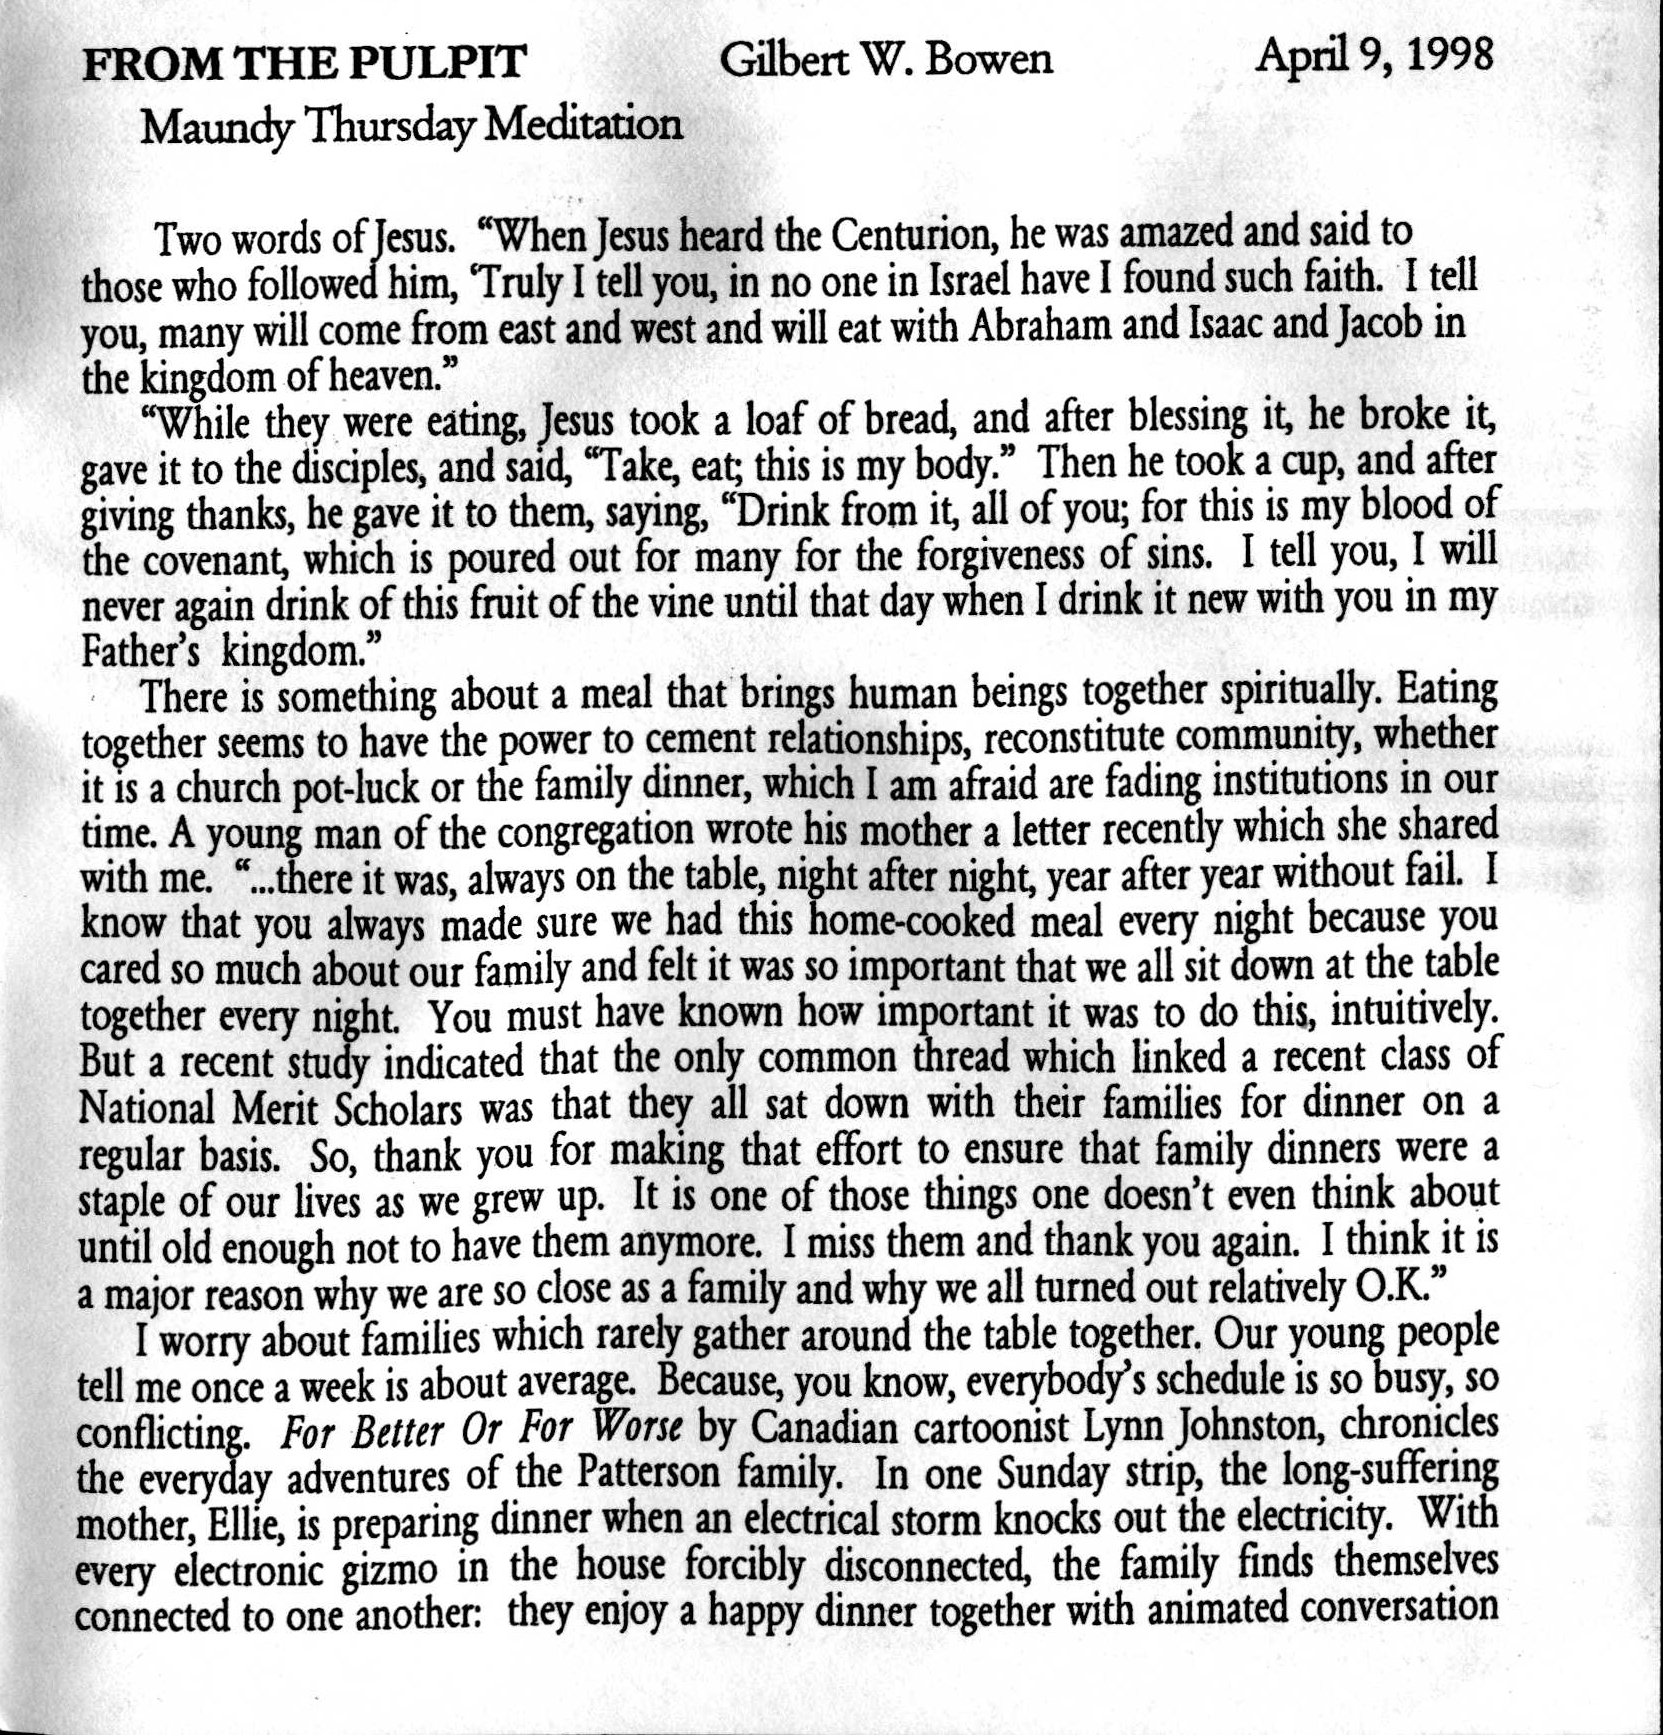 FROM THE PULPIT Gilbert W. Bowen April 9, 1998
Maundy Thursday Meditation
Two words of Jesus. “When Jesus heard the Centurion, he was amazed and said to
those who followed him, ‘Truly I tell you, in no one in Israel have I found such faith. I tell
you, many will come from east and west and will eat with Abraham and Isaac and Jacob in
the kingdom of heaven.”
“While they were eating, Jesus took a loaf of bread, and after blessing it, he broke it,
gave it to the disciples, and said, “Take, eat; this is my body.” Then he took a cup, and after
giving thanks, he gave it to them, saying, “Drink from it, all of you; for this is my blood of
the covenant, which is poured out for many for the forgiveness of sins. I tell you, I will
never again drink of this fruit of the vine until that day when I drink it new with you in my
Father’s kingdom.”
There is something about a meal that brings human beings together spiritually. Eating
together seems to have the power to cement relationships, reconstitute community, whether
it is a church pot-luck or the family dinner, which I am afraid are fading institutions in our
time. A young man of the congregation wrote his mother a letter recently which she shared
with me. “...there it was, always on the table, night after night, year after year without fail. I
know that you always made sure we had this home-cooked meal every night because you
cared so much about our family and felt it was so important that we all sit down at the table
together every night. You must have known how important it was to do this, intuitively.
But a recent study indicated that the only common thread which linked a recent class of
National Merit Scholars was that they all sat down with their families for dinner on a
regular basis. So, thank you for making that effort to ensure that family dinners were a
staple of our lives as we grew up. It is one of those things one doesn’t even think about
until old enough not to have them anymore. I miss them and thank you again. I think it is
a major reason why we are so close as a family and why we all turned out relatively O.K.”
I worry about families which rarely gather around the table together. Our young people
tell me once a week is about average. Because, you know, everybody’s schedule is so busy, so
conflicting. For Better Or For Worse by Canadian cartoonist Lynn Johnston, chronicles
the everyday adventures of the Patterson family. In one Sunday strip, the long-suffering
mother, Ellie, is preparing dinner when an electrical storm knocks out the electricity. With
every electronic gizmo in the house forcibly disconnected, the family finds themselves
connected to one another: they enjoy a happy dinner together with animated conversation